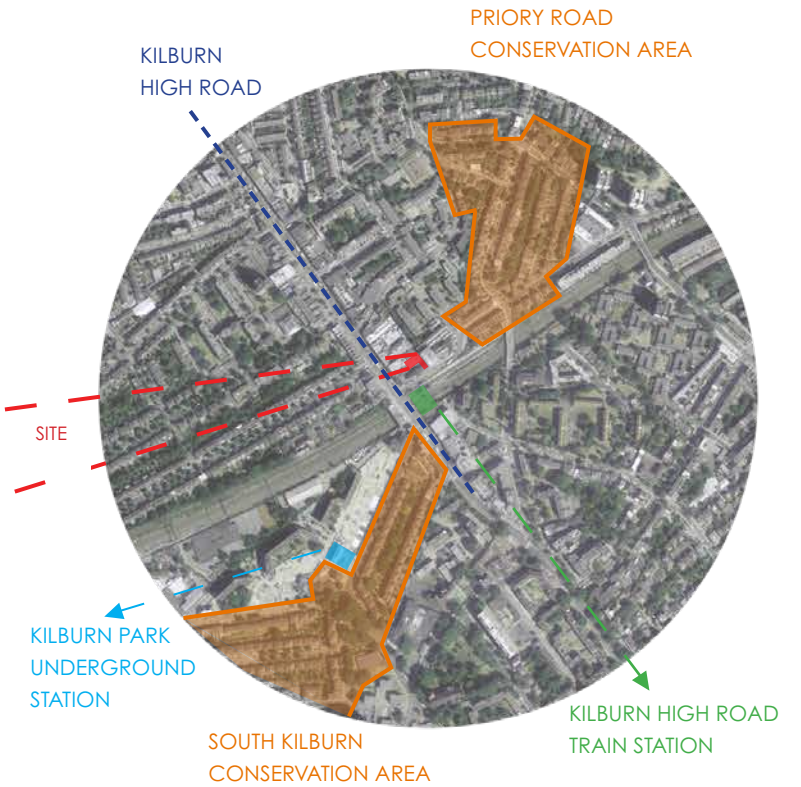 PRIORY ROAD
CONSERVATION AREA
KILBURN
HIGH ROAD
SITE
KILBURN PARK
UNDERGROUND
STATION
KILBURN HIGH ROAD
TRAIN STATION
SOUTH KILBURN
CONSERVATION AREA